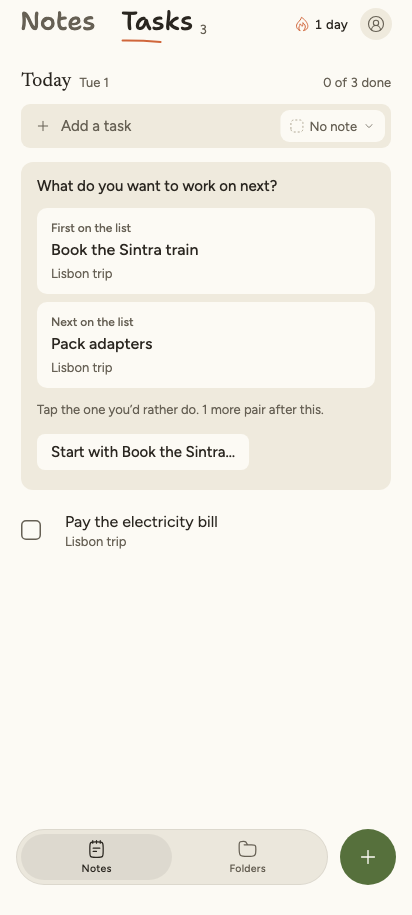 Notes Tasks 3 1 day
Today Tue 1 0 of 3 done
Add a task No note
What do you want to work on next?
First on the list
Book the Sintra train
Lisbon trip
Next on the list
Pack adapters
Lisbon trip
Tap the one you'd rather do. 1 more pair after this.
Start with Book the Sintra...
Pay the electricity bill
Lisbon trip
Notes Folders